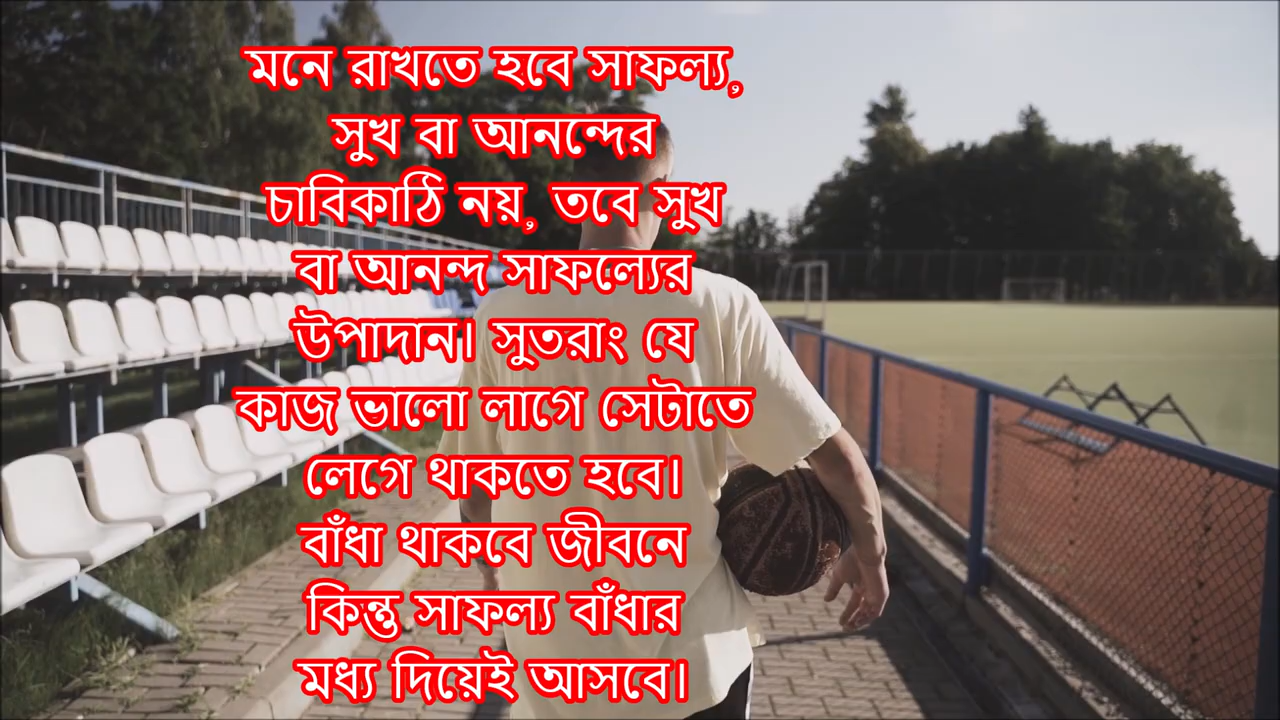 মনে রাখতে হবে সাফল্য,
সুখ বা আনন্দের
চাবিকাঠি নয়, তবে সুখ
বা আনন্দ সাফল্যের
উপাদান। সুতরাং যে
কাজ ভালো লাগে সেটাতে
লেগে থাকতে হবে।
বাঁধা থাকবে জীবনে
কিন্তু সাফল্য বাঁধার
মধ্য দিয়েই আসবে।